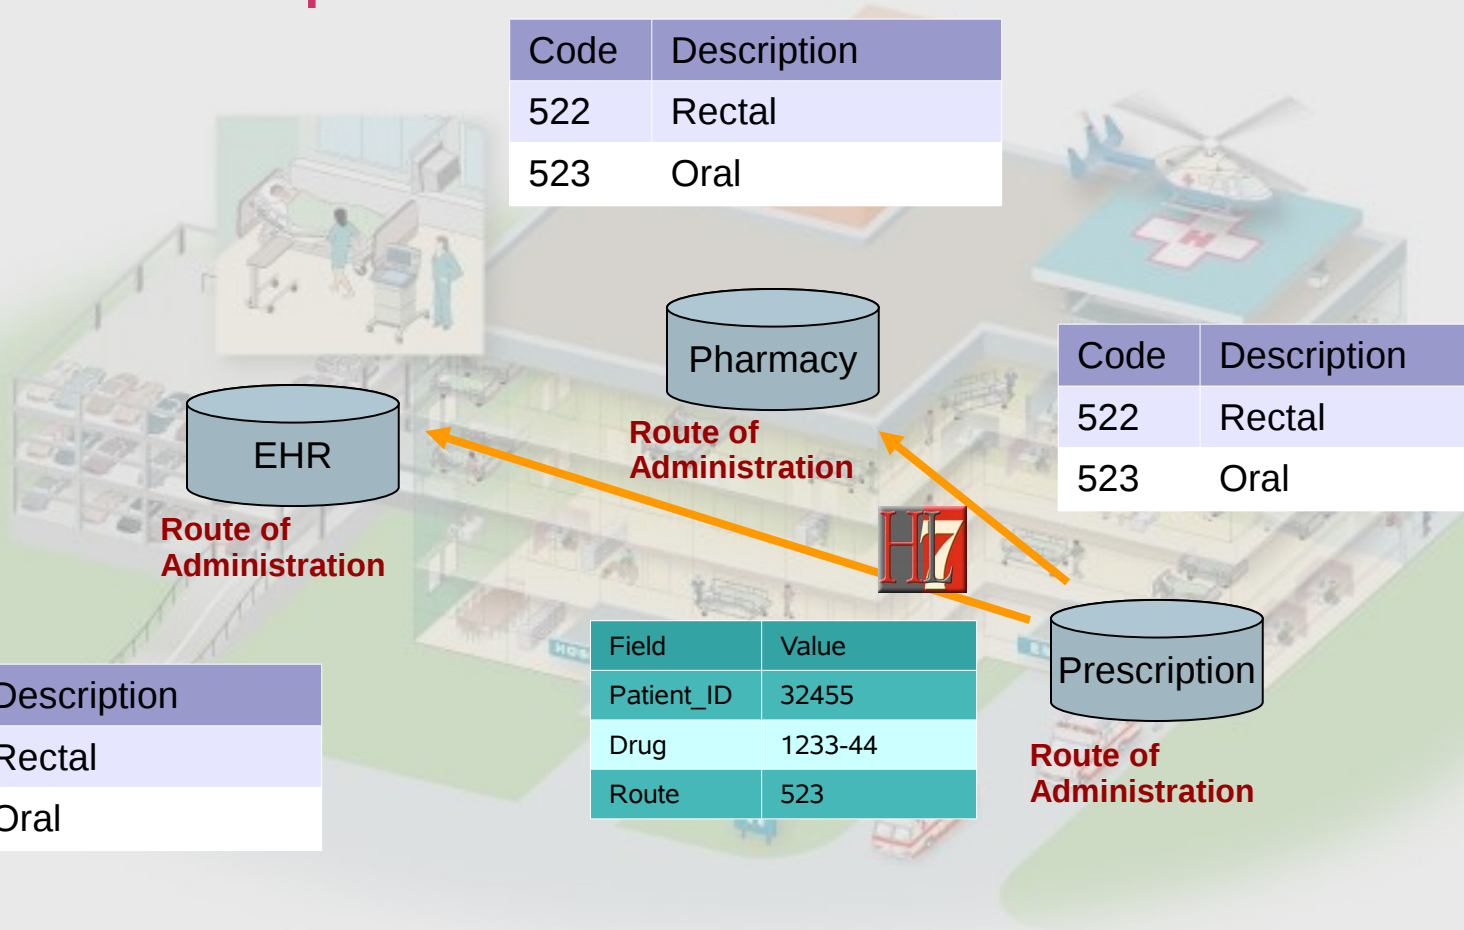 Code Description
522 Rectal
523 Oral
Pharmacy
Route of
Administration
Code Description
522 Rectal
523 Oral
EHR
Route of
Administration
HL7
Field Value
Patient_ID 32455
Drug 1233-44
Route 523
Prescription
Route of
Administration
Description
Rectal
Oral
H